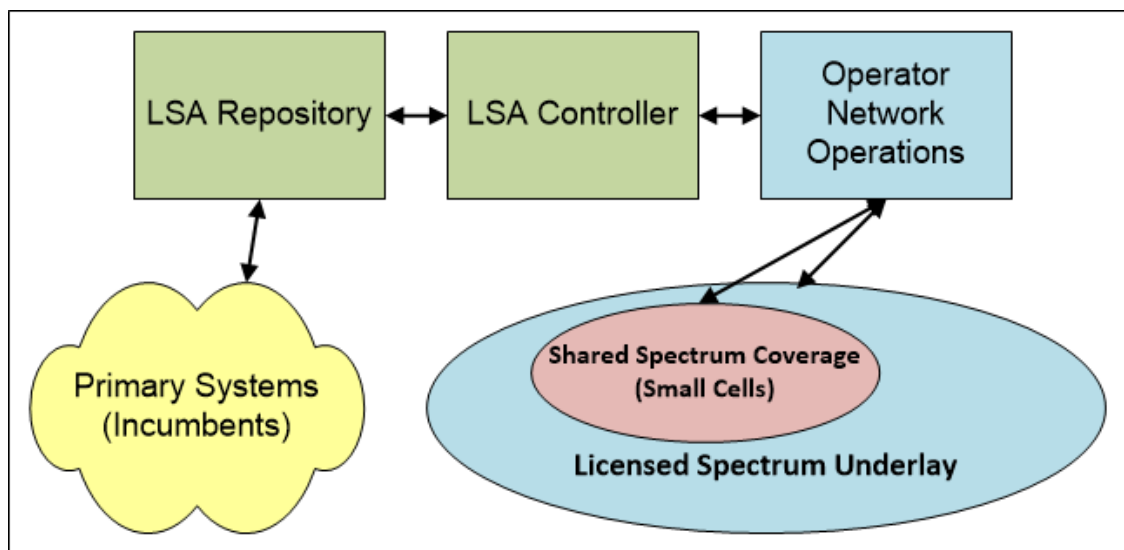 LSA Repository
LSA Controller
Operator
Network
Operations
Primary Systems
(Incumbents)
Shared Spectrum Coverage
(Small Cells)
Licensed Spectrum Underlay